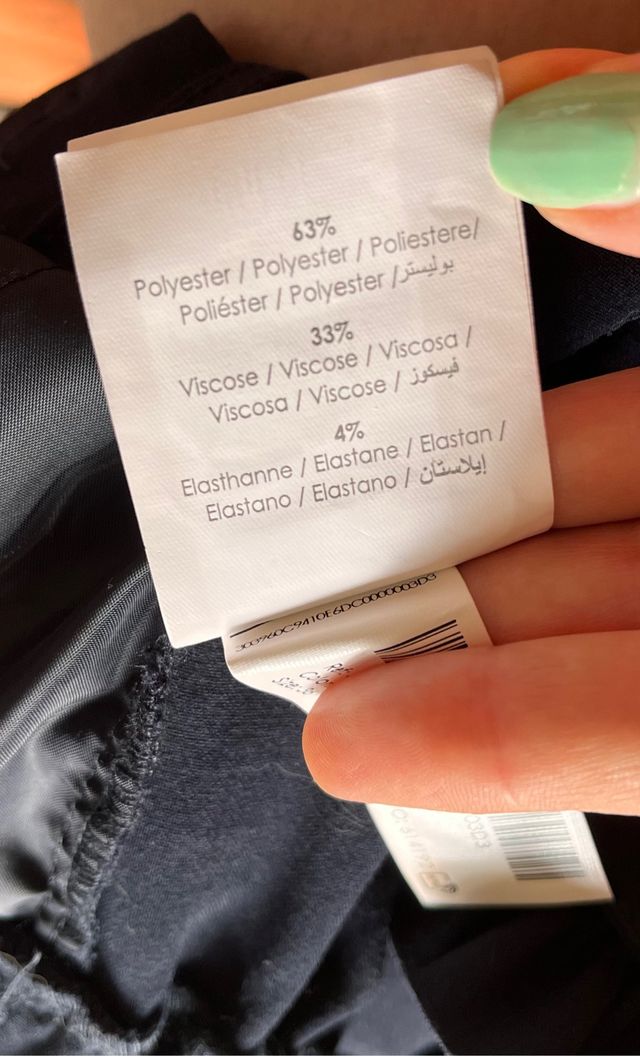 63%
Polyester / Polyester / Poliestere/
Poliéster / Polyester / بوليستر
33%
Viscose / Viscose / Viscosa /
Viscosa / Viscose / فيسكوز
4%
Elasthanne / Elastane / Elastan /
Elastano / Elastano / إيلاستان